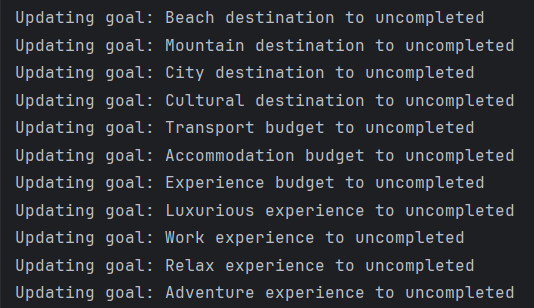 Updating goal: Beach destination to uncompleted
Updating goal: Mountain destination to uncompleted
Updating goal: City destination to uncompleted
Updating goal: Cultural destination to uncompleted
Updating goal: Transport budget to uncompleted
Updating goal: Accommodation budget to uncompleted
Updating goal: Experience budget to uncompleted
Updating goal: Luxurious experience to uncompleted
Updating goal: Work experience to uncompleted
Updating goal: Relax experience to uncompleted
Updating goal: Adventure experience to uncompleted